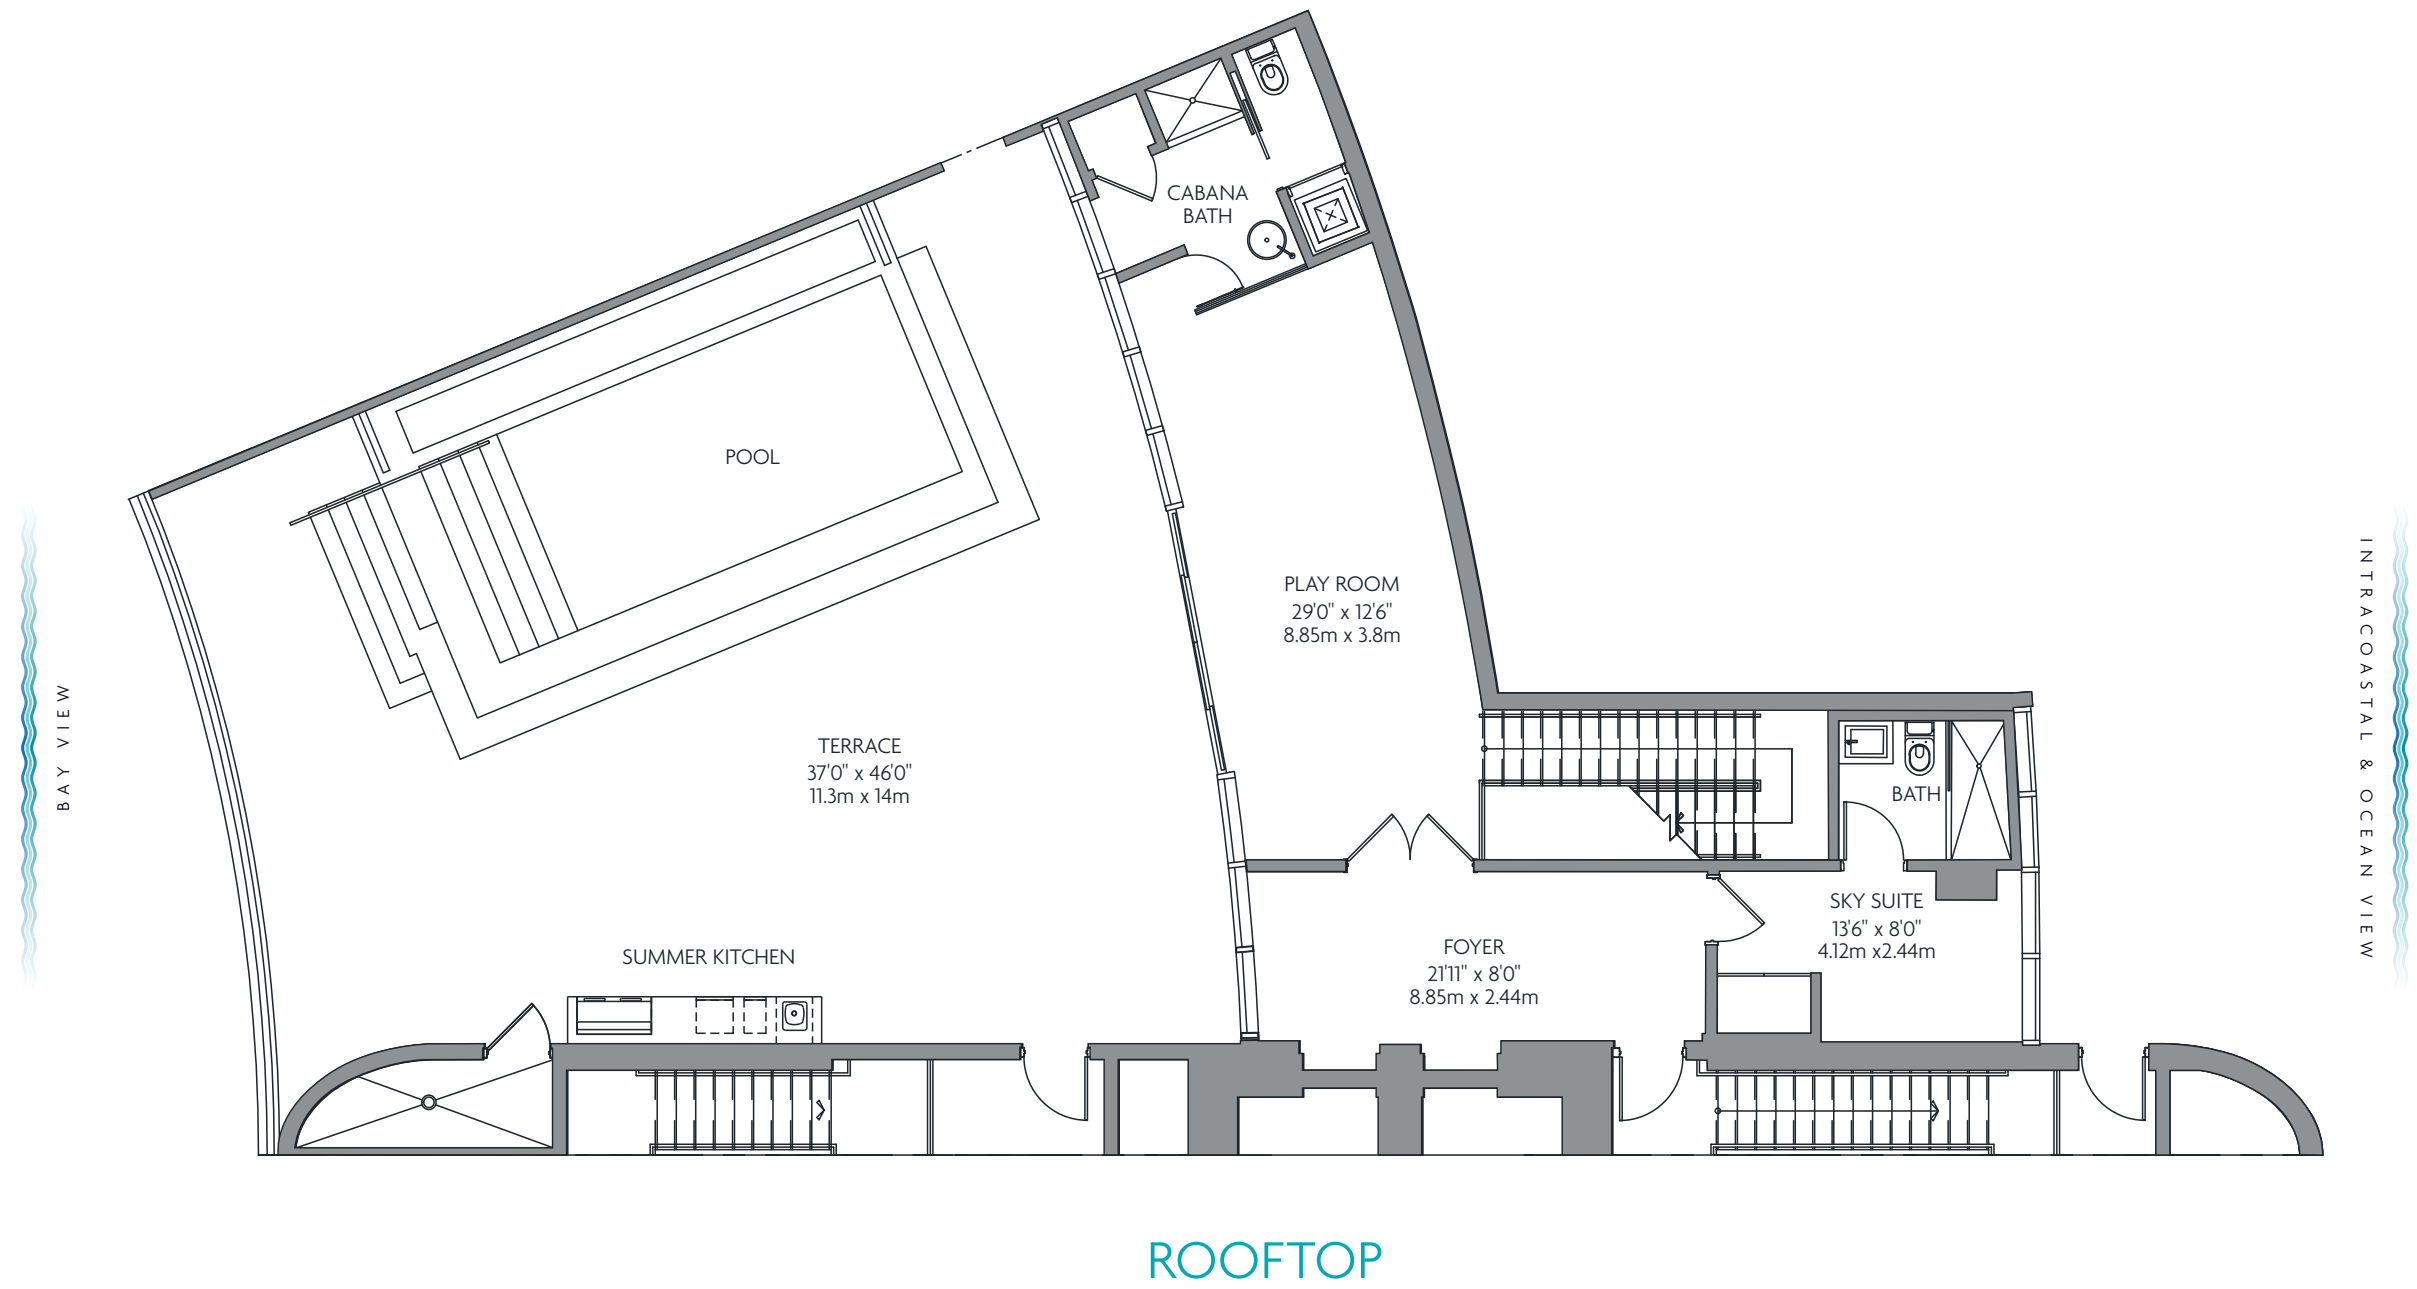 CABANA
BATH
POOL
PLAY ROOM
29'0" x 12'6"
8.85m x 3.8m
BAY VIEW
INTRACOASTAL & OCEAN VIEW
TERRACE
37'0" x 46'0"
11.3m x 14m
BATH
SKY SUITE
13'6" x 8'0"
4.12m x2.44m
SUMMER KITCHEN
FOYER
21'11" x 8'0"
8.85m x 2.44m
ROOFTOP